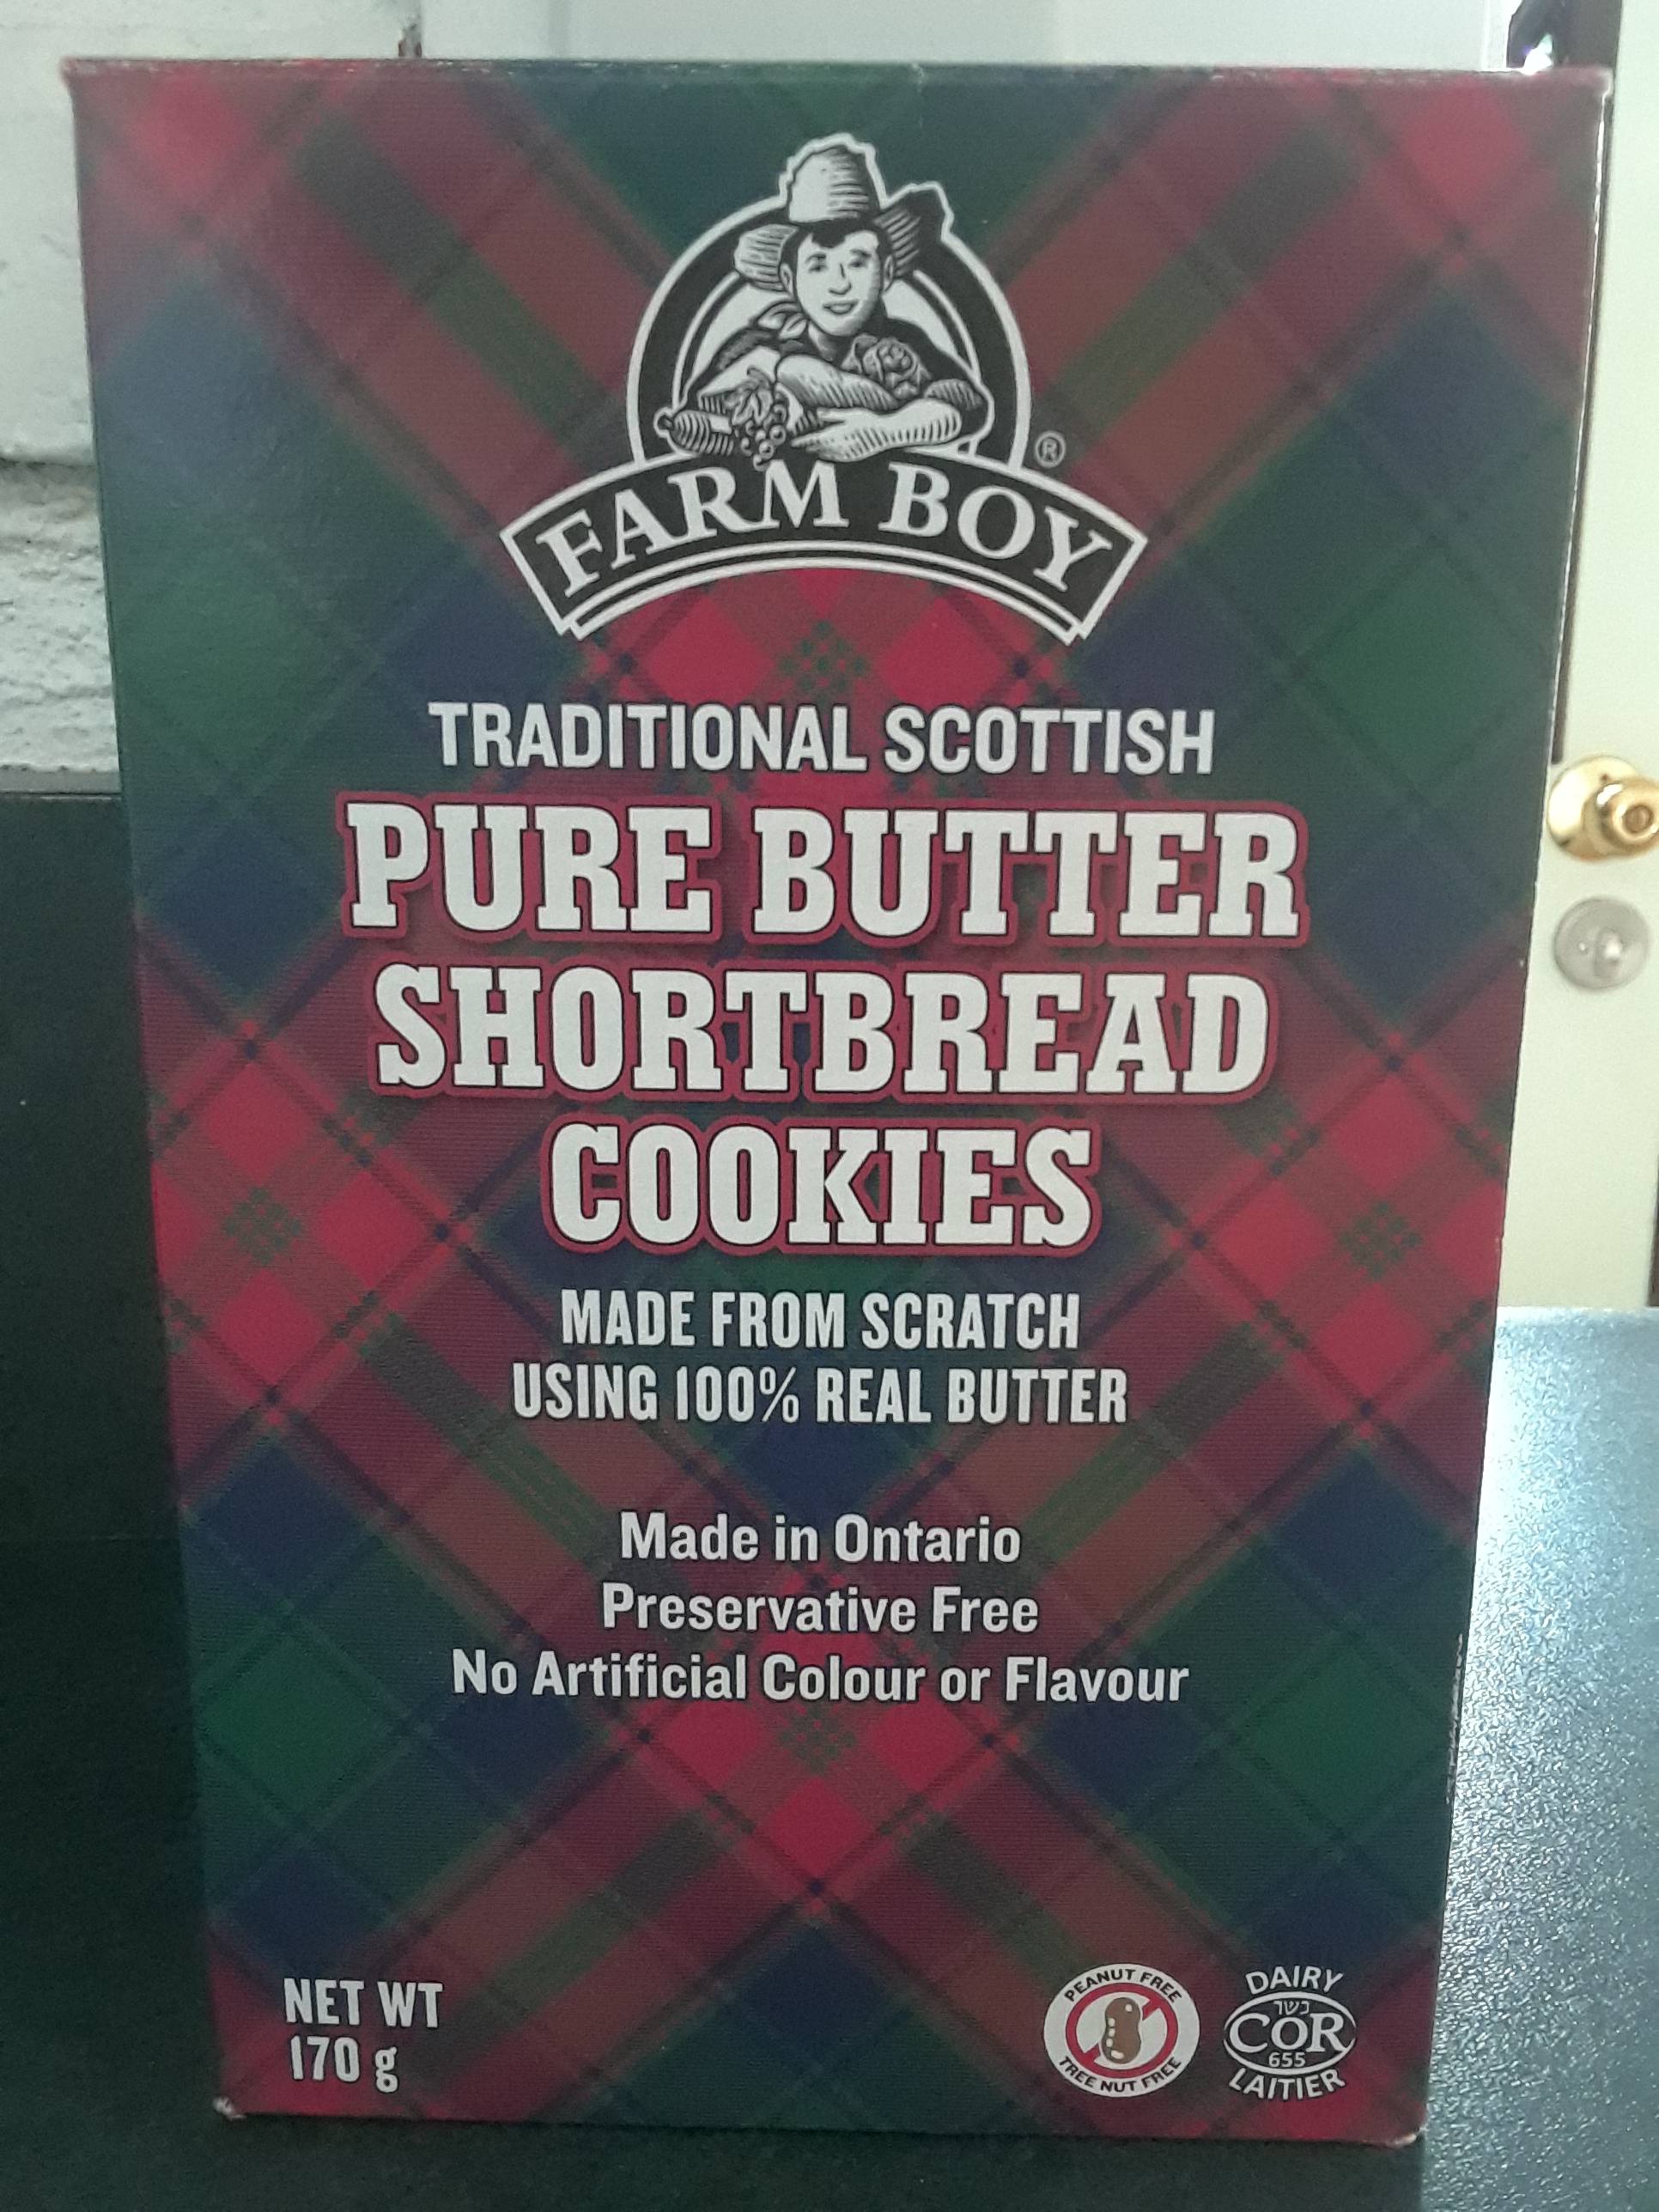 FARM BOY
®
TRADITIONAL SCOTTISH
PURE BUTTER
SHORTBREAD
COOKIES
MADE FROM SCRATCH
USING 100% REAL BUTTER
Made in Ontario
Preservative Free
No Artificial Colour or Flavour
NET WT
170 g
PEANUT FREE
TREE NUT FREE
DAIRY
כשר
COR
655
LAITIER